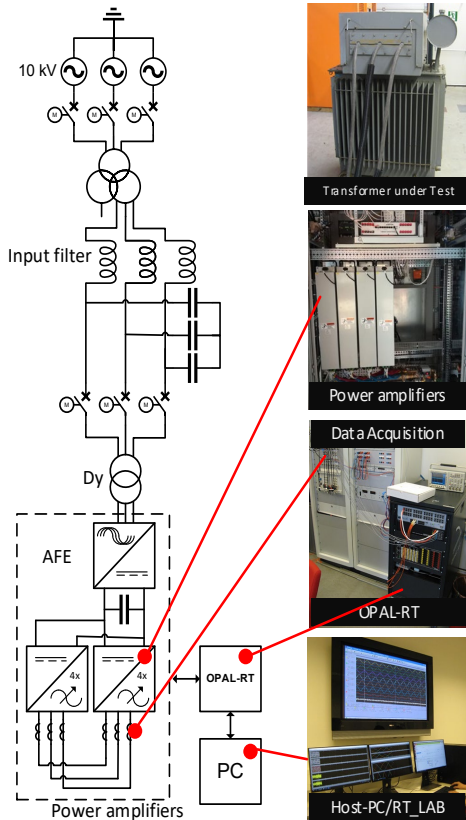 10 kV
M
M
M
Input filter
M
M
M
Dy
AFE
4x
4x
OPAL-RT
PC
Power amplifiers
Transformer under Test
Power amplifiers
Data Acquisition
OPAL-RT
Host-PC/RT_LAB